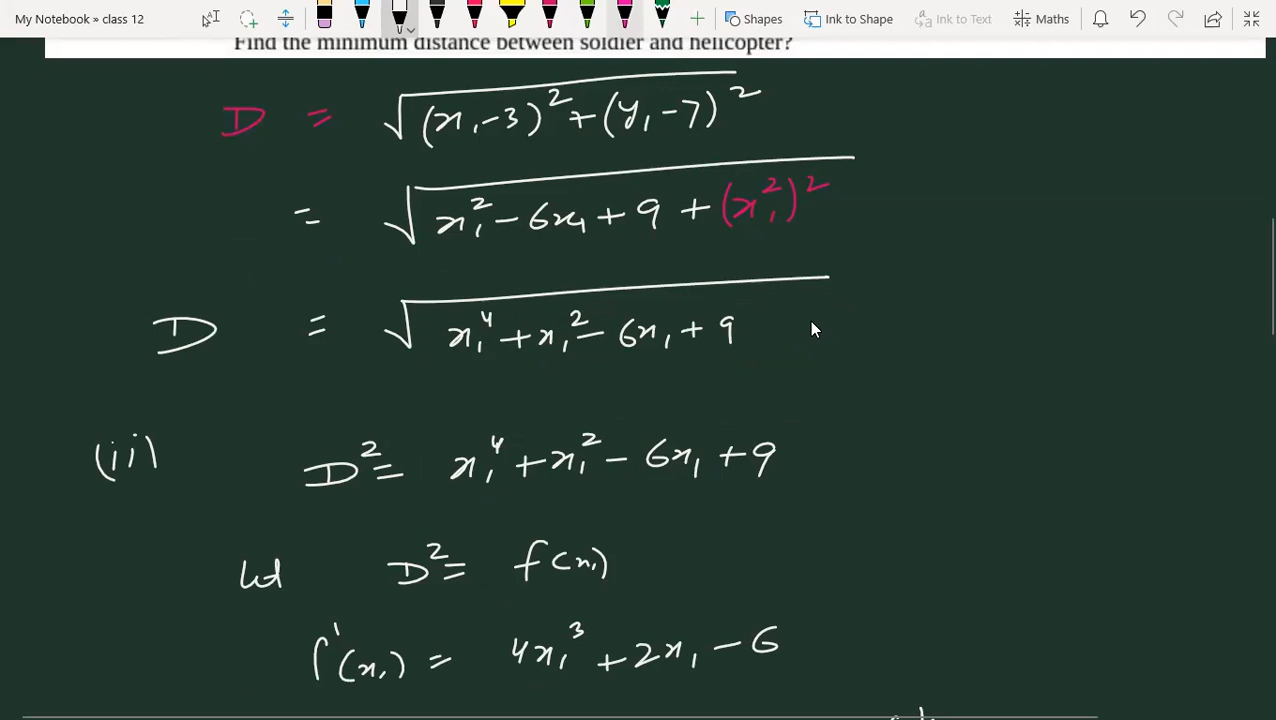 My Notebook » class 12
Shapes Ink to Shape Ink to Text Maths
Find the minimum distance between soldier and helicopter?
D = √((x₁-3)² + (y₁-7)²)
= √(x₁² - 6x₁ + 9 + (x₁²)²)
D = √(x₁⁴ + x₁² - 6x₁ + 9)
(ii) D² = x₁⁴ + x₁² - 6x₁ + 9
Let D² = f(x₁)
f'(x₁) = 4x₁³ + 2x₁ - 6